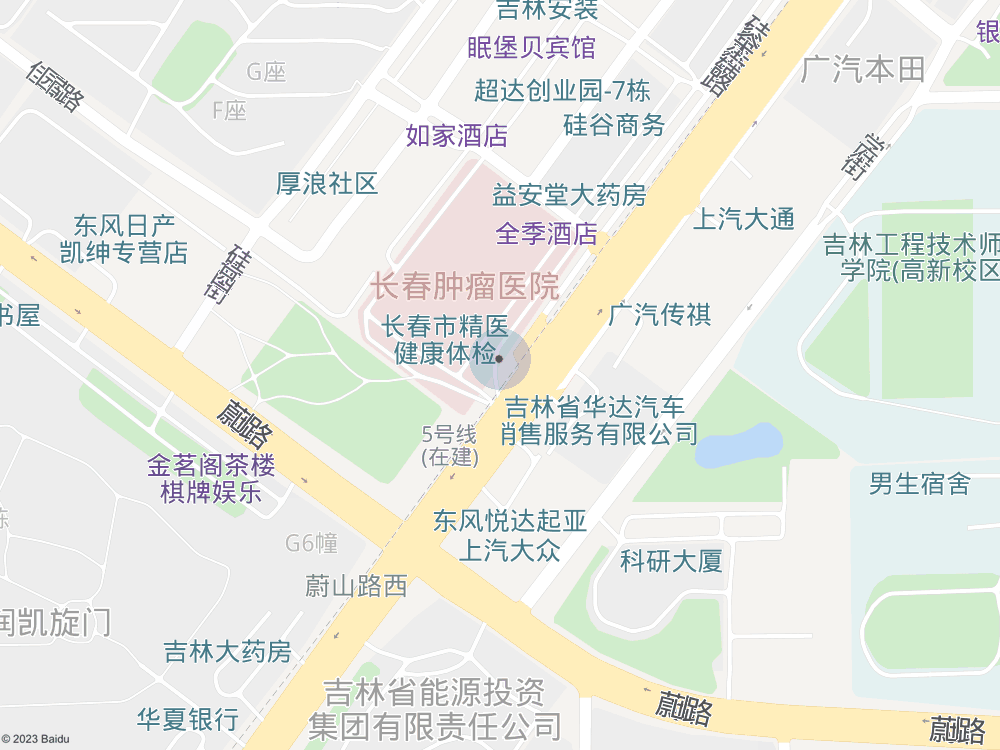 吉林安装
眠堡贝宾馆
银
G座
广汽本田
超达创业园-7栋
F座
硅谷商务
如家酒店
学府街
厚浪社区
益安堂大药房
东风日产
凯绅专营店
全季酒店
上汽大通
吉林工程技术师
学院(高新校区
长春肿瘤医院
书屋
长春市精医
健康体检
广汽传祺
蔚山路
吉林省华达汽车
销售服务有限公司
5号线
(在建)
金茗阁茶楼
棋牌娱乐
男生宿舍
东风悦达起亚
上汽大众
G6幢
科研大厦
蔚山路西
润凯旋门
吉林大药房
吉林省能源投资
集团有限责任公司
华夏银行
蔚山路
蔚山路
© 2023 Baidu